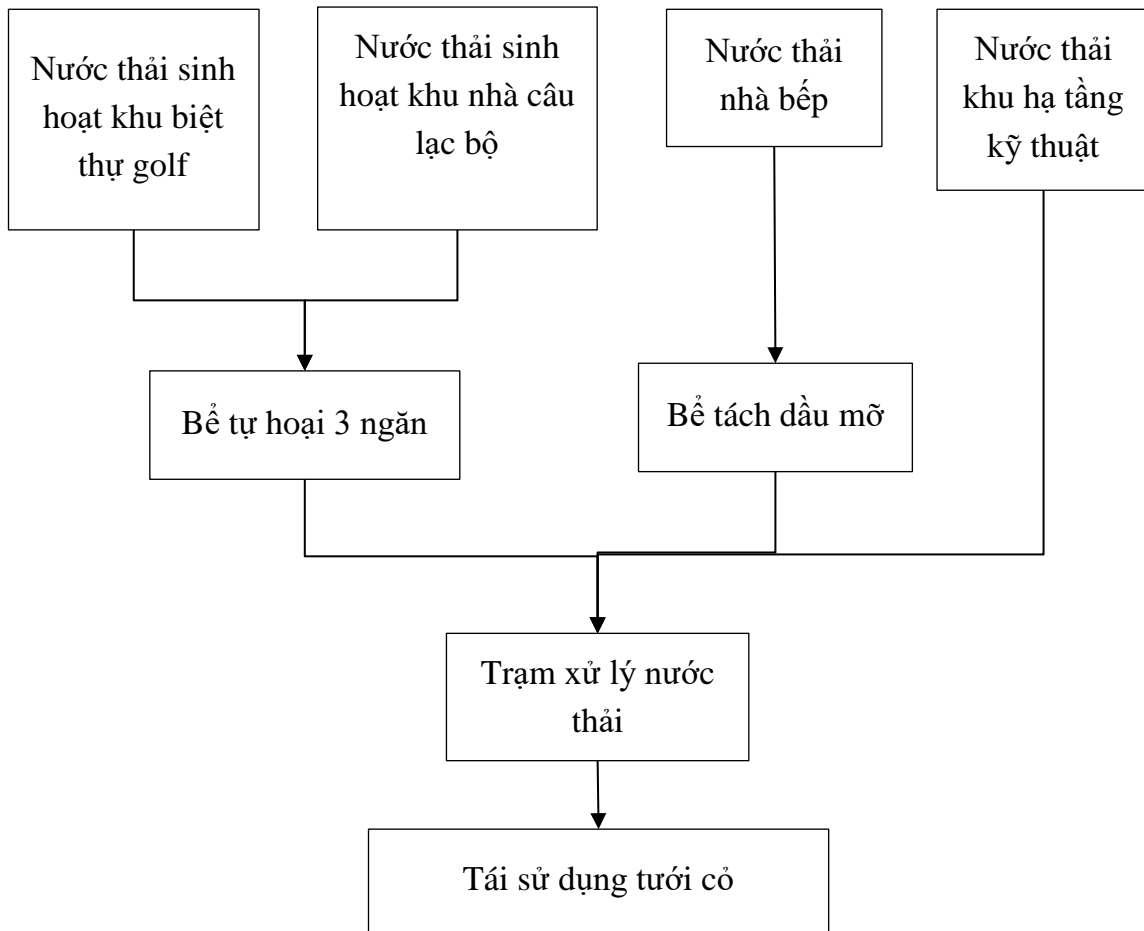 Nước thải sinh
hoạt khu biệt
thự golf
Nước thải sinh
hoạt khu nhà câu
lạc bộ
Nước thải
nhà bếp
Nước thải
khu hạ tầng
kỹ thuật
Bể tự hoại 3 ngăn
Bể tách dầu mỡ
Trạm xử lý nước
thải
Tái sử dụng tưới cỏ